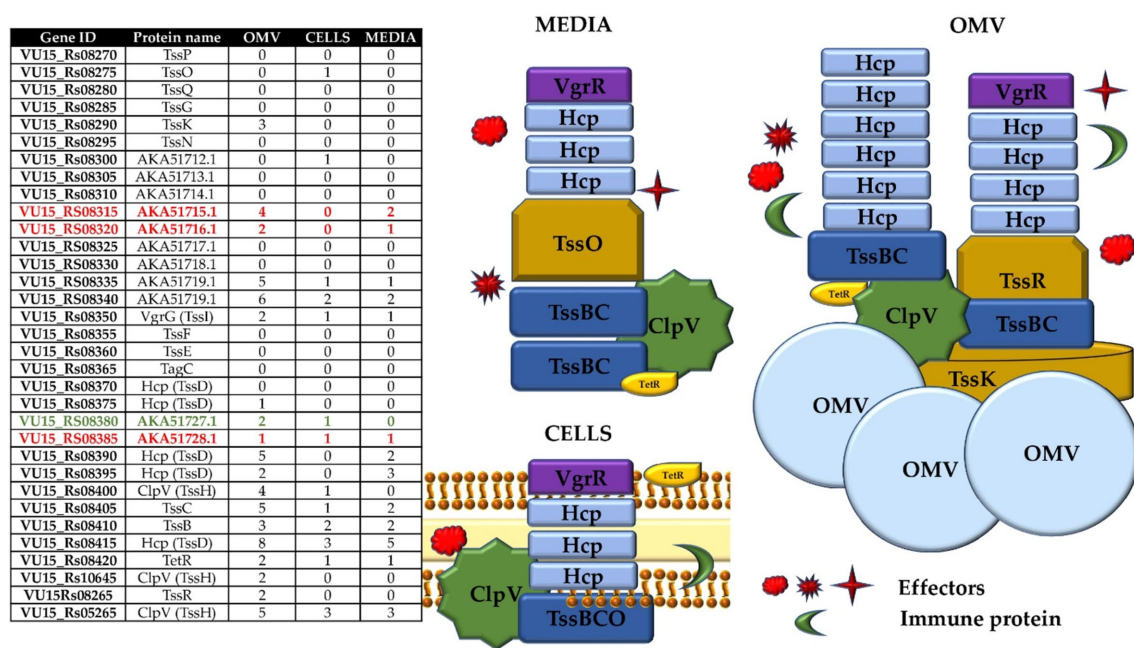 Gene ID Protein name OMV CELLS MEDIA
VU15_Rs08270 TssP 0 0 0
VU15_Rs08275 TssO 0 1 0
VU15_Rs08280 TssQ 0 0 0
VU15_Rs08285 TssG 0 0 0
VU15_Rs08290 TssK 3 0 0
VU15_Rs08295 TssN 0 0 0
VU15_Rs08300 AKA51712.1 0 1 0
VU15_Rs08305 AKA51713.1 0 0 0
VU15_Rs08310 AKA51714.1 0 0 0
VU15_RS08315 AKA51715.1 4 0 2
VU15_RS08320 AKA51716.1 2 0 1
VU15_RS08325 AKA51717.1 0 0 0
VU15_RS08330 AKA51718.1 0 0 0
VU15_RS08335 AKA51719.1 5 1 1
VU15_RS08340 AKA51719.1 6 2 2
VU15_Rs08350 VgrG (TssI) 2 1 1
VU15_Rs08355 TssF 0 0 0
VU15_Rs08360 TssE 0 0 0
VU15_Rs08365 TagC 0 0 0
VU15_Rs08370 Hcp (TssD) 0 0 0
VU15_Rs08375 Hcp (TssD) 1 0 0
VU15_RS08380 AKA51727.1 2 1 0
VU15_RS08385 AKA51728.1 1 1 1
VU15_Rs08390 Hcp (TssD) 5 0 2
VU15_Rs08395 Hcp (TssD) 2 0 3
VU15_Rs08400 ClpV (TssH) 4 1 0
VU15_Rs08405 TssC 5 1 2
VU15_Rs08410 TssB 3 2 2
VU15_Rs08415 Hcp (TssD) 8 3 5
VU15_Rs08420 TetR 2 1 1
VU15_Rs10645 ClpV (TssH) 2 0 0
VU15Rs08265 TssR 2 0 0
VU15_Rs05265 ClpV (TssH) 5 3 3
MEDIA
VgrR
Hcp
Hcp
Hcp
TssO
TssBC
ClpV
TssBC
TetR
CELLS
VgrR
TetR
Hcp
Hcp
Hcp
ClpV
TssBCO
OMV
Hcp
Hcp
Hcp
Hcp
Hcp
Hcp
TssBC
TetR
ClpV
VgrR
Hcp
Hcp
Hcp
Hcp
TssR
TssBC
TssK
OMV
OMV
OMV
Effectors
Immune protein